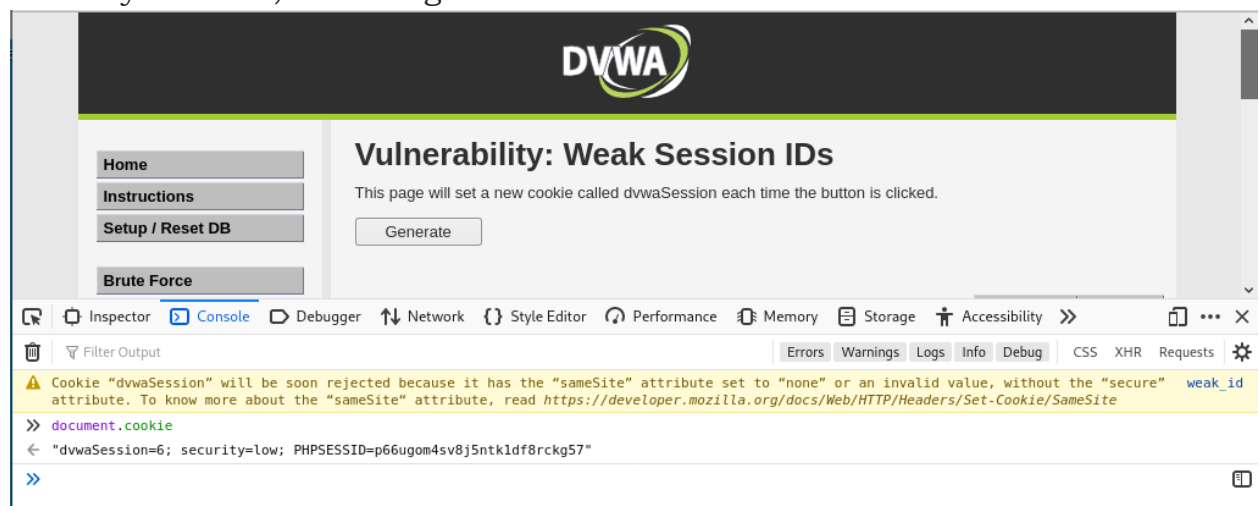 DVWA
Vulnerability: Weak Session IDs
This page will set a new cookie called dvwaSession each time the button is clicked.
Generate
Home
Instructions
Setup / Reset DB
Brute Force
Inspector Console Debugger Network Style Editor Performance Memory Storage Accessibility
Filter Output Errors Warnings Logs Info Debug CSS XHR Requests
Cookie “dvwaSession” will be soon rejected because it has the “sameSite” attribute set to “none” or an invalid value, without the “secure” weak_id
attribute. To know more about the “sameSite” attribute, read https://developer.mozilla.org/docs/Web/HTTP/Headers/Set-Cookie/SameSite
document.cookie
"dvwaSession=6; security=low; PHPSESSID=p66ugom4sv8j5ntk1df8rckg57"